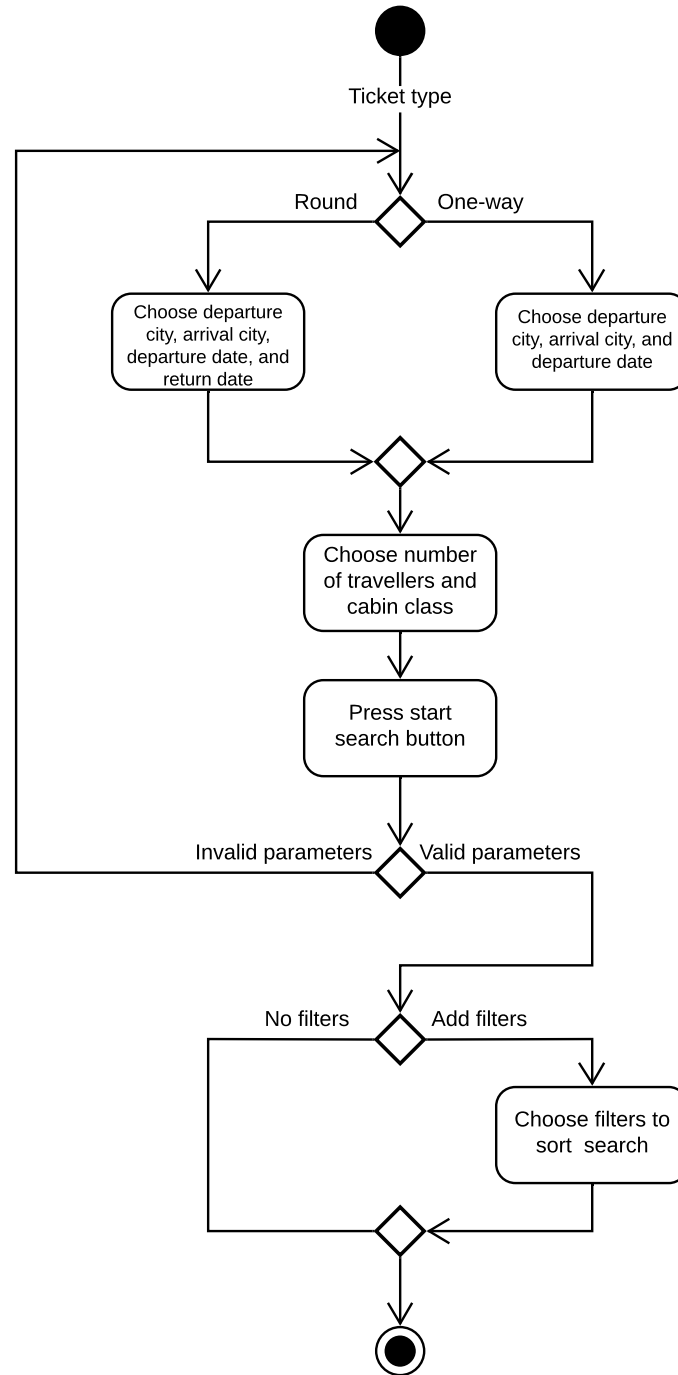 Ticket type
Round
One-way
Choose departure
city, arrival city,
departure date, and
return date
Choose departure
city, arrival city, and
departure date
Choose number
of travellers and
cabin class
Press start
search button
Invalid parameters
Valid parameters
No filters
Add filters
Choose filters to
sort  search